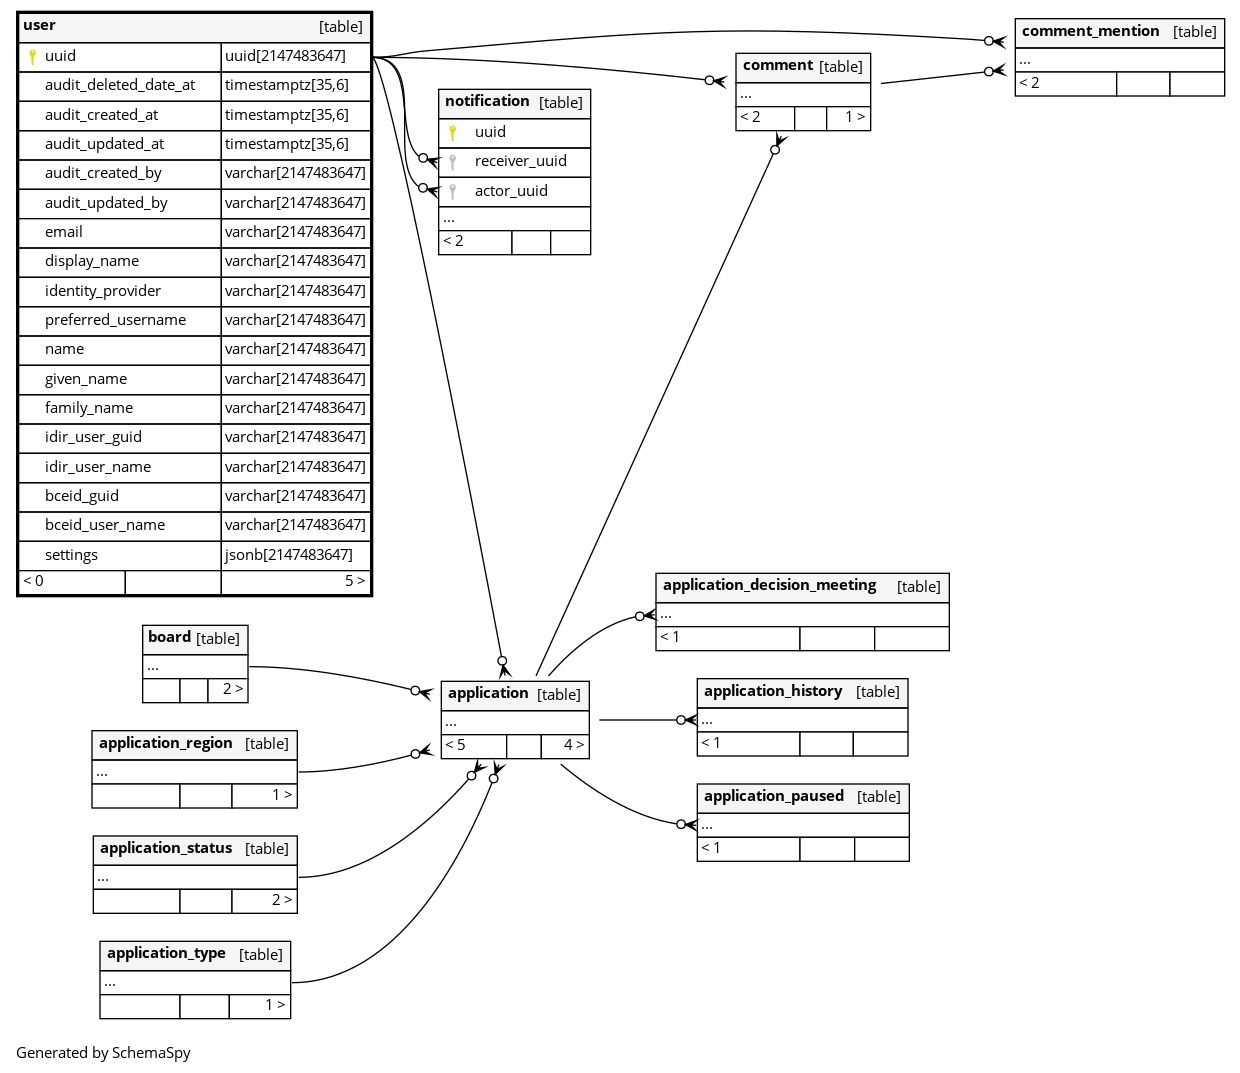 user [table]
uuid uuid[2147483647]
audit_deleted_date_at timestamptz[35,6]
audit_created_at timestamptz[35,6]
audit_updated_at timestamptz[35,6]
audit_created_by varchar[2147483647]
audit_updated_by varchar[2147483647]
email varchar[2147483647]
display_name varchar[2147483647]
identity_provider varchar[2147483647]
preferred_username varchar[2147483647]
name varchar[2147483647]
given_name varchar[2147483647]
family_name varchar[2147483647]
idir_user_guid varchar[2147483647]
idir_user_name varchar[2147483647]
bceid_guid varchar[2147483647]
bceid_user_name varchar[2147483647]
settings jsonb[2147483647]
< 0 5 >
notification [table]
uuid
receiver_uuid
actor_uuid
...
< 2
comment [table]
...
< 2 1 >
comment_mention [table]
...
< 2
board [table]
...
2 >
application_region [table]
...
1 >
application_status [table]
...
2 >
application_type [table]
...
1 >
application [table]
...
< 5 4 >
application_decision_meeting [table]
...
< 1
application_history [table]
...
< 1
application_paused [table]
...
< 1
Generated by SchemaSpy